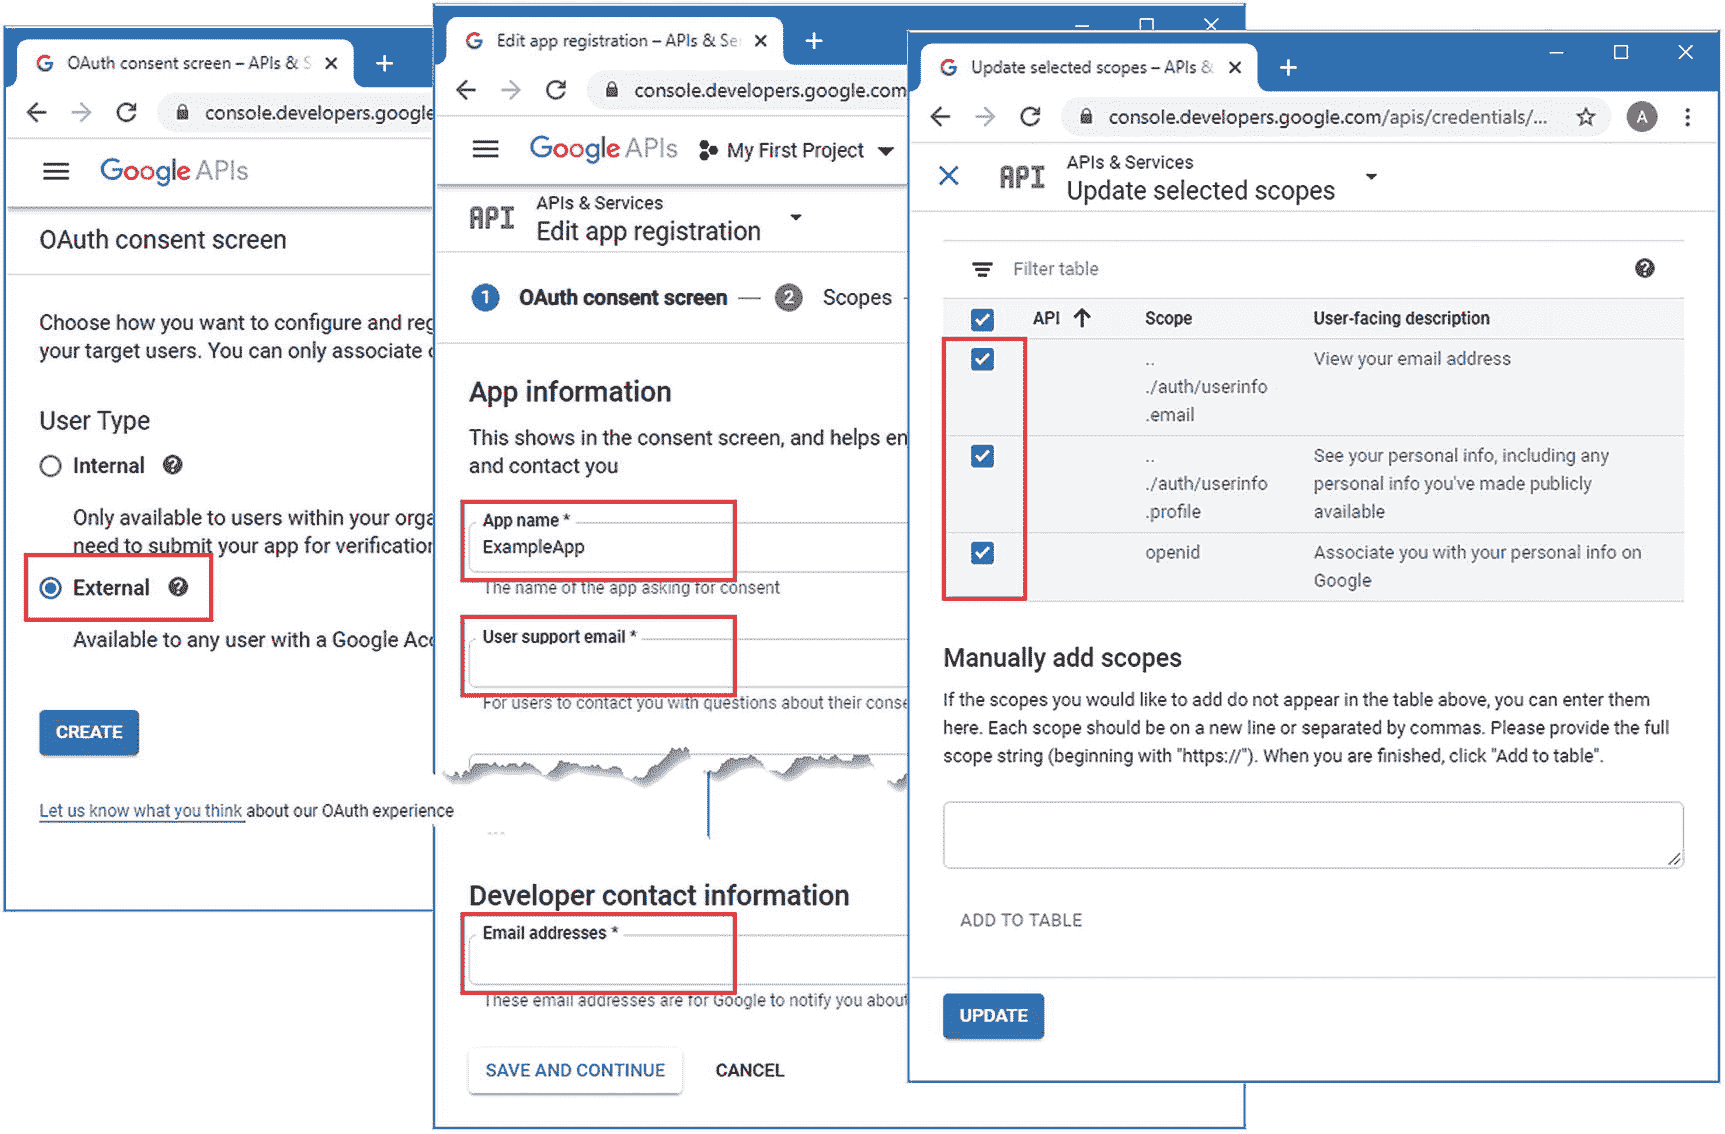 OAuth consent screen – APIs & S
console.developers.google
Google APIs
OAuth consent screen
Choose how you want to configure and reg
your target users. You can only associate
User Type
Internal
Only available to users within your orga
need to submit your app for verification
External
Available to any user with a Google Acc
CREATE
Let us know what you think about our OAuth experience
Edit app registration – APIs & Se
console.developers.google.com
Google APIs My First Project
API
APIs & Services
Edit app registration
1 OAuth consent screen — 2 Scopes
App information
This shows in the consent screen, and helps en
and contact you
App name *
ExampleApp
The name of the app asking for consent
User support email *
For users to contact you with questions about their conse
Developer contact information
Email addresses *
These email addresses are for Google to notify you about
SAVE AND CONTINUE CANCEL
Update selected scopes – APIs &
console.developers.google.com/apis/credentials/... A
API
APIs & Services
Update selected scopes
Filter table
API Scope User-facing description
.. View your email address
./auth/userinfo
.email
.. See your personal info, including any
./auth/userinfo personal info you've made publicly
.profile available
openid Associate you with your personal info on
Google
Manually add scopes
If the scopes you would like to add do not appear in the table above, you can enter them
here. Each scope should be on a new line or separated by commas. Please provide the full
scope string (beginning with "https://"). When you are finished, click "Add to table".
ADD TO TABLE
UPDATE